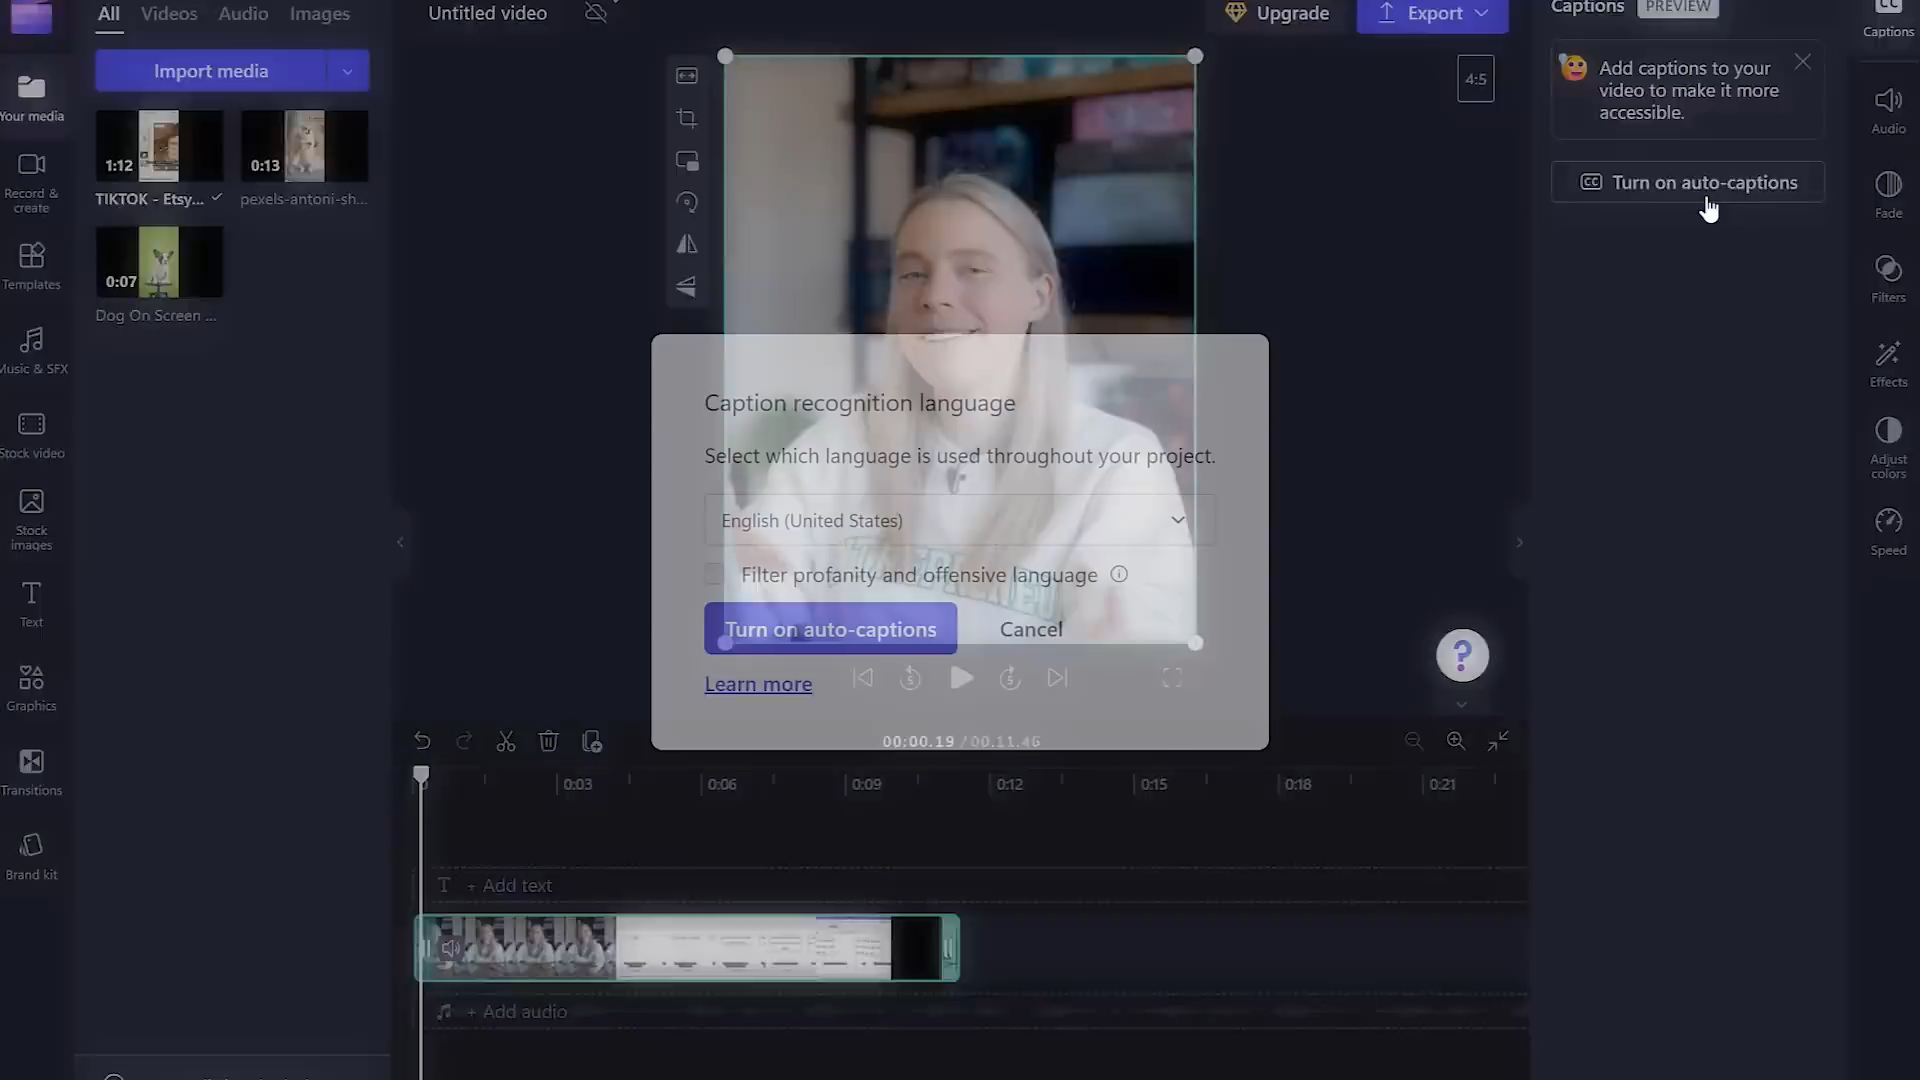 All
Videos
Audio
Images
Untitled video
Upgrade
Export
Captions
PREVIEW
CC
Captions
Import media
Your media
1:12
0:13
TIKTOK - Etsy...
pexels-antoni-sh...
0:07
Dog On Screen ...
Record &
create
Templates
Music & SFX
Stock video
Stock
images
Text
Graphics
Transitions
Brand kit
4:5
Add captions to your
video to make it more
accessible.
CC
Turn on auto-captions
Audio
Fade
Filters
Effects
Adjust
colors
Speed
Caption recognition language
Select which language is used throughout your project.
English (United States)
Filter profanity and offensive language
Turn on auto-captions
Cancel
Learn more
5
5
00:00.19 / 00:11.46
?
0:03
0:06
0:09
0:12
0:15
0:18
0:21
T + Add text
+ Add audio